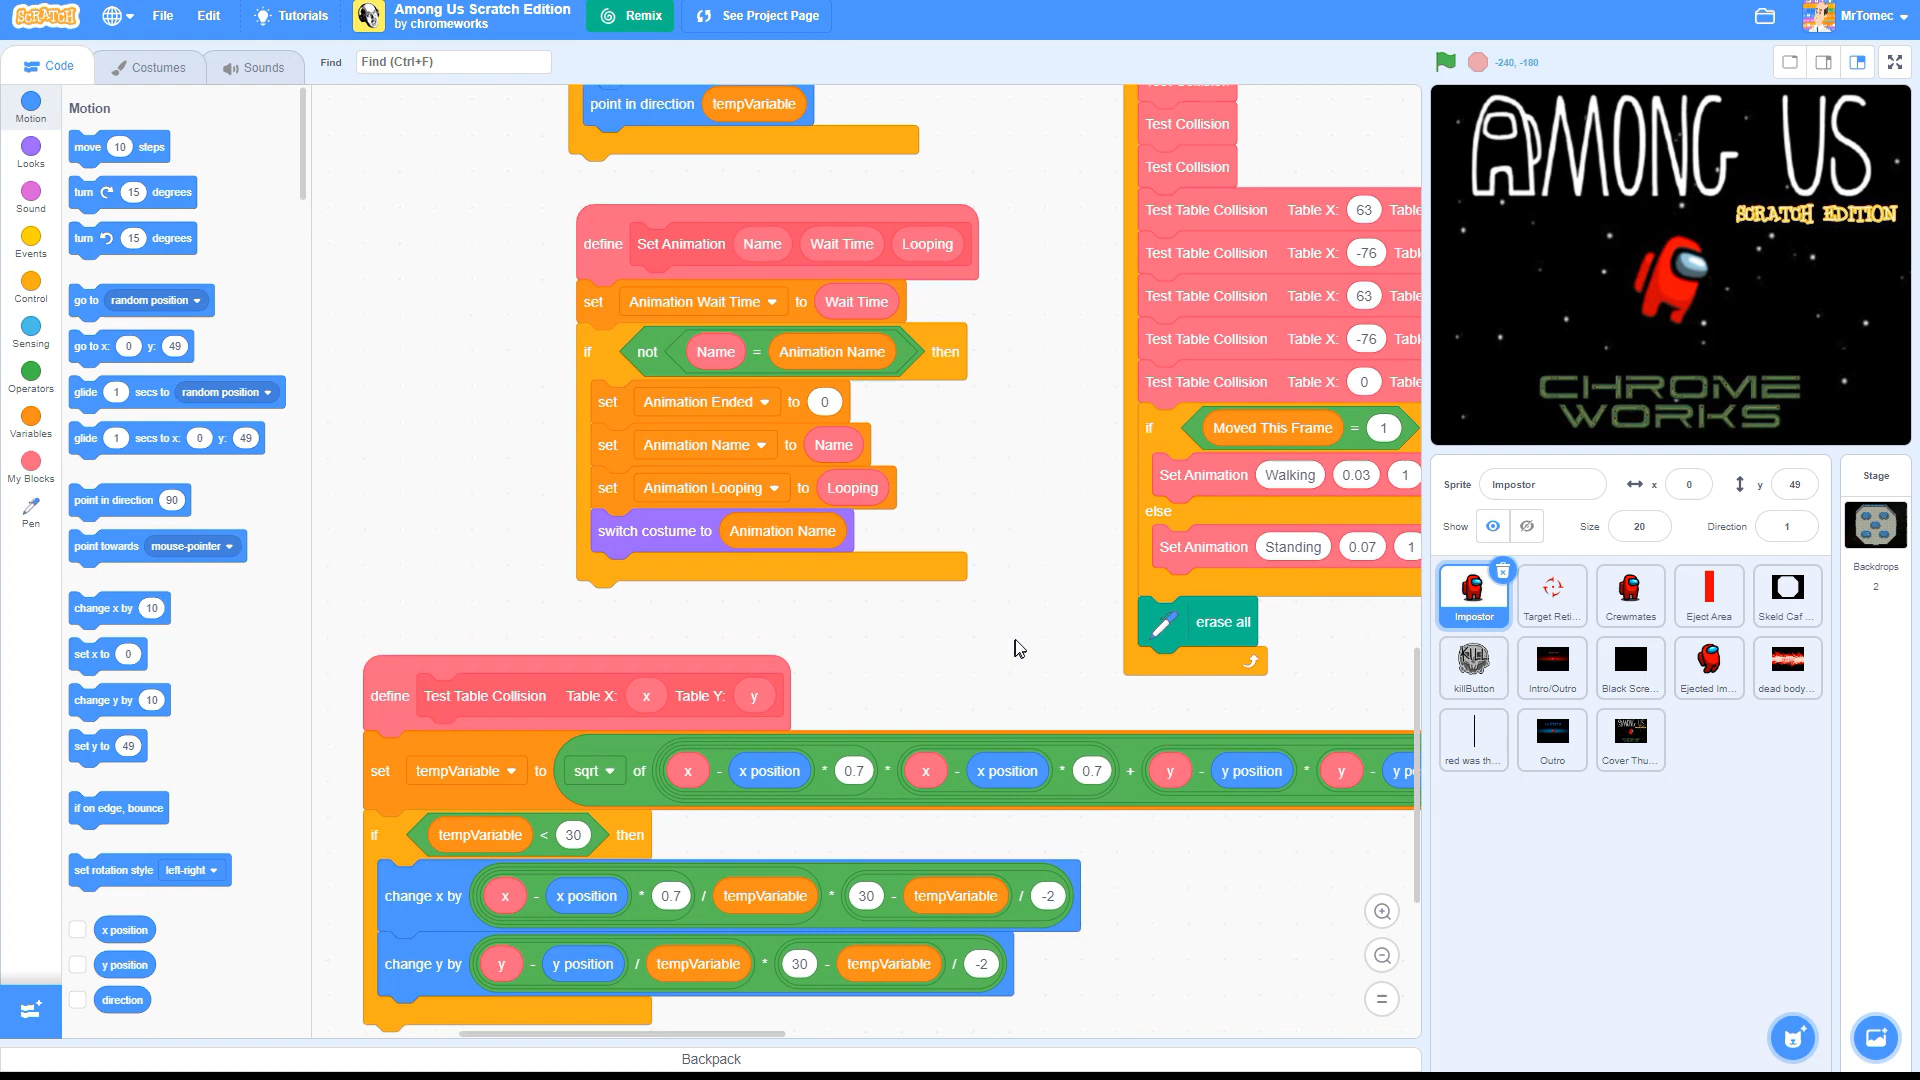 SCRATCH
File
Edit
Tutorials
Among Us Scratch Edition
by chromeworks
Remix
See Project Page
MrTomec
Code
Costumes
Sounds
Find
Find (Ctrl+F)
-240, -180
Motion
Looks
Sound
Events
Control
Sensing
Operators
Variables
My Blocks
Pen
Motion
move 10 steps
turn 15 degrees
turn 15 degrees
go to random position
go to x: 0 y: 49
glide 1 secs to random position
glide 1 secs to x: 0 y: 49
point in direction 90
point towards mouse-pointer
change x by 10
set x to 0
change y by 10
set y to 49
if on edge, bounce
set rotation style left-right
x position
y position
direction
point in direction tempVariable
define Set Animation Name Wait Time Looping
set Animation Wait Time to Wait Time
if not Name = Animation Name then
set Animation Ended to 0
set Animation Name to Name
set Animation Looping to Looping
switch costume to Animation Name
define Test Table Collision Table X: x Table Y: y
set tempVariable to sqrt of x - x position * 0.7 * x - x position * 0.7 + y - y position * y - y po
if tempVariable < 30 then
change x by x - x position * 0.7 / tempVariable * 30 - tempVariable / -2
change y by y - y position / tempVariable * 30 - tempVariable / -2
Test Collision
Test Collision
Test Table Collision Table X: 63 Table
Test Table Collision Table X: -76 Tabl
Test Table Collision Table X: 63 Table
Test Table Collision Table X: -76 Tabl
Test Table Collision Table X: 0 Table
if Moved This Frame = 1
Set Animation Walking 0.03 1
else
Set Animation Standing 0.07 1
erase all
Backpack
AMONG US
SCRATCH EDITION
CHROME
WORKS
Sprite Impostor x 0 y 49
Show Size 20 Direction 1
Stage
Backdrops
2
Impostor
Target Reti...
Crewmates
Eject Area
Skeld Caf ...
KILL
killButton
Intro/Outro
Black Scre...
Ejected Im...
dead body...
red was th...
Outro
Cover Thu...